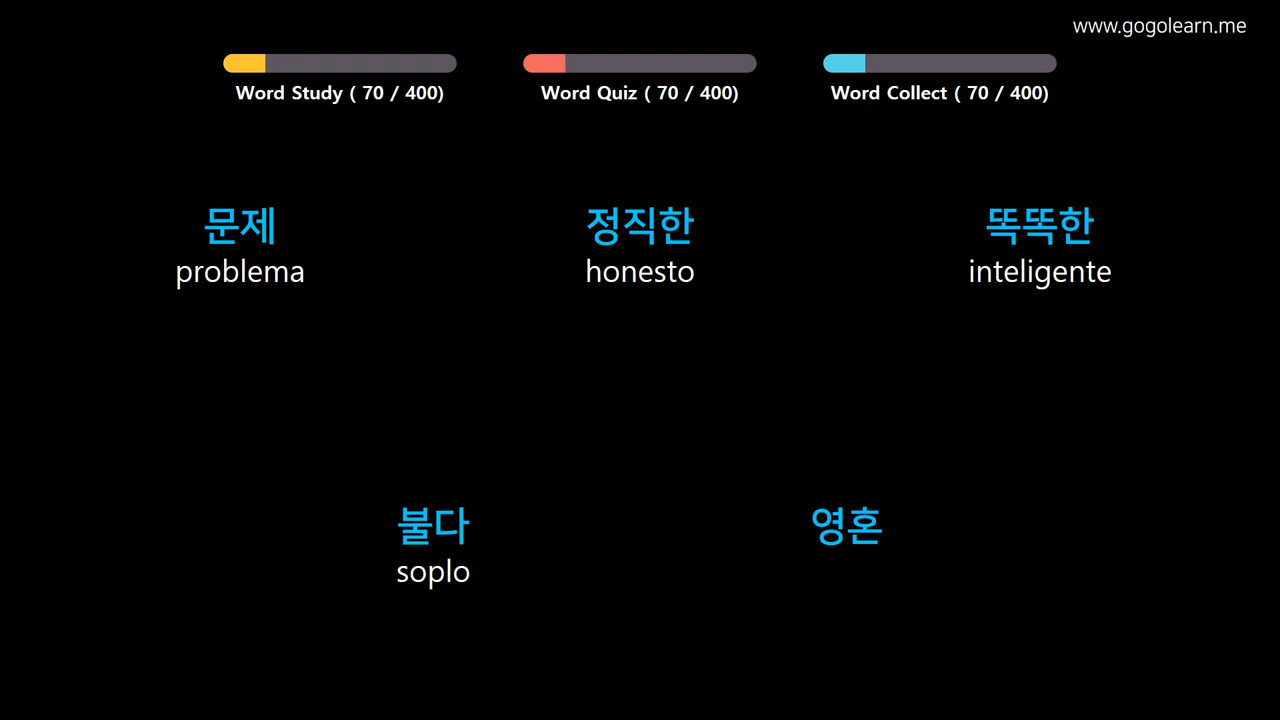 www.gogolearn.me
Word Study ( 70 / 400)
Word Quiz ( 70 / 400)
Word Collect ( 70 / 400)
문제
problema
정직한
honesto
똑똑한
inteligente
불다
soplo
영혼